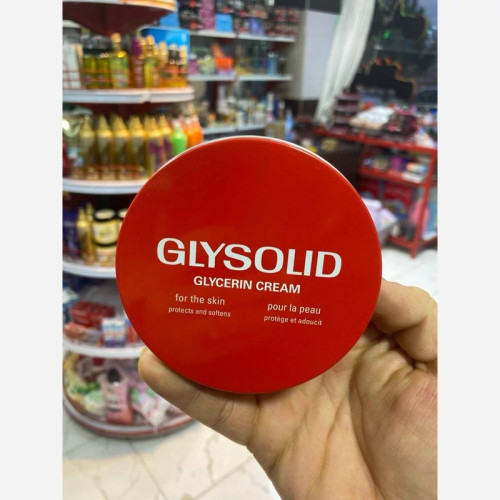 GLYSOLID
GLYCERIN CREAM
for the skin
protects and softens
pour la peau
protège et adoucit